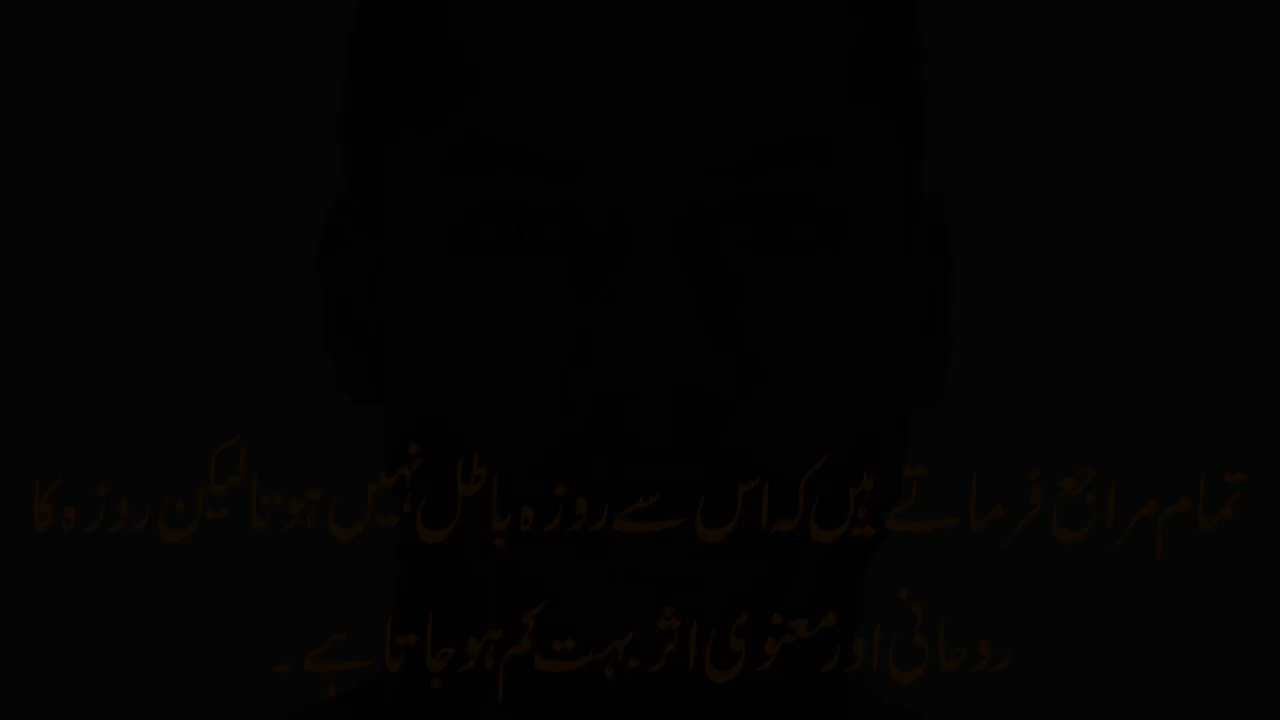 تمام مراجع فرماتے ہیں کہ اس سے روزہ باطل نہیں ہوتا لیکن روزہ کا
روحانی اور معنوی اثر بہت کم ہو جاتا ہے۔